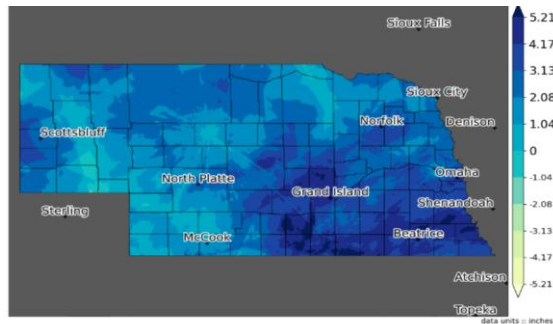 Sioux Falls
Sioux City
Scottsbluff
Norfolk
Denison
North Platte
Grand Island
Omaha
Sterling
Shenandoah
McCook
Beatrice
Atchison
Topeka
5.21
4.17
3.13
2.08
1.04
0
-1.04
-2.08
-3.13
-4.17
-5.21
data units :: inches